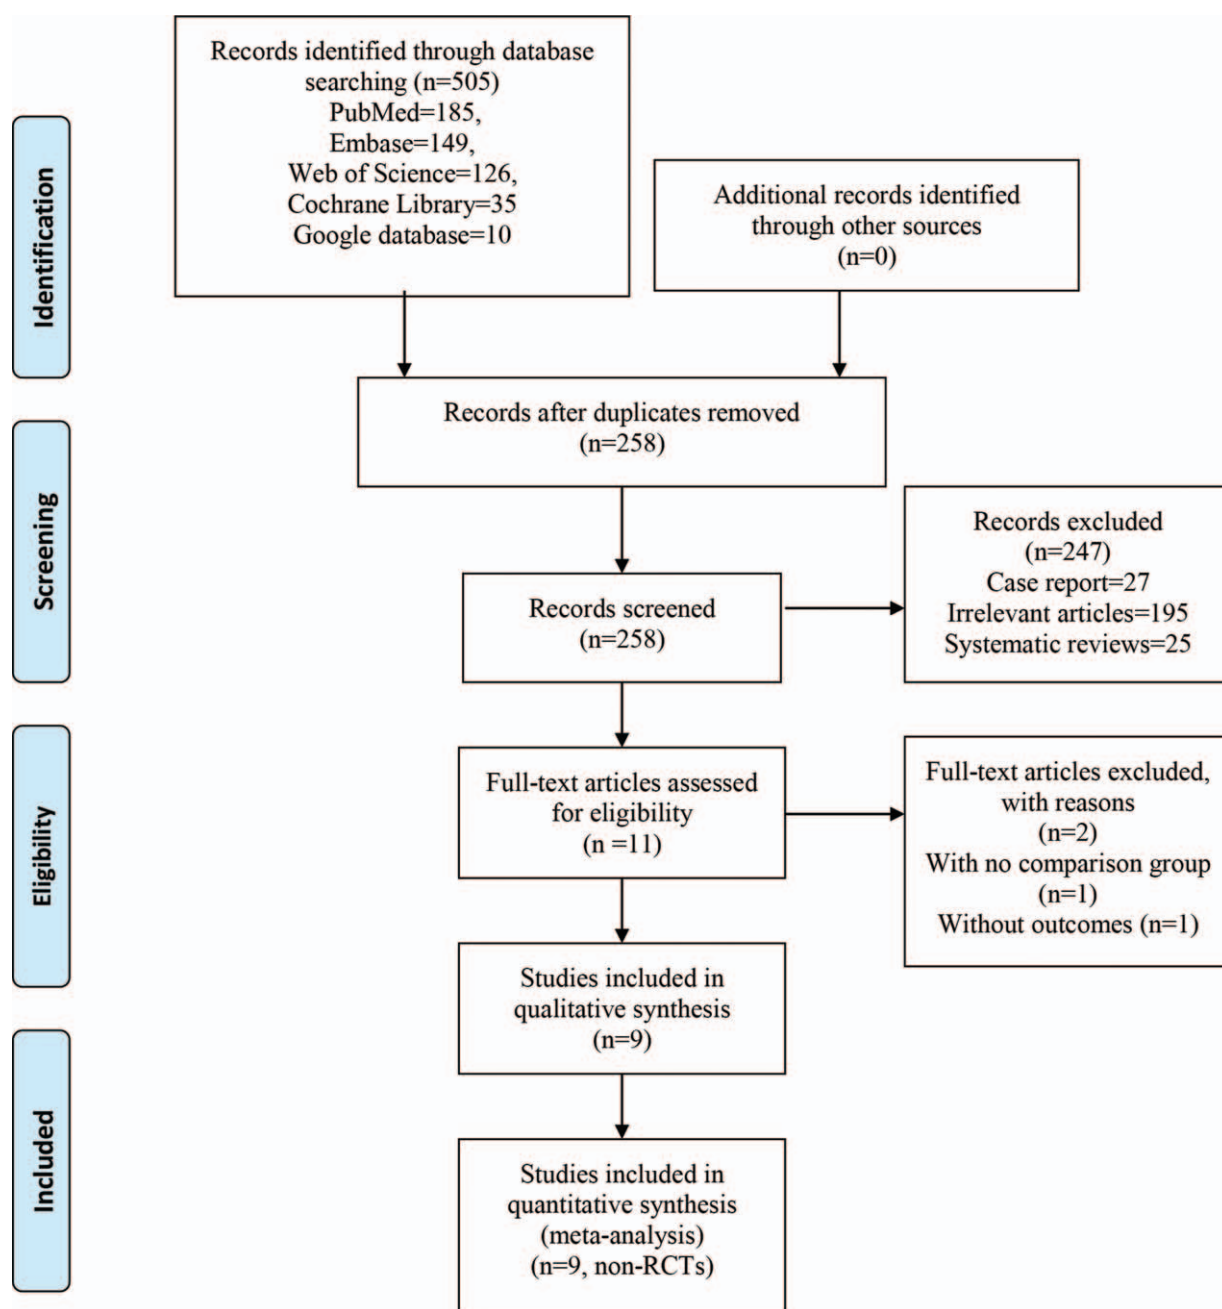 Identification
Records identified through database
searching (n=505)
PubMed=185,
Embase=149,
Web of Science=126,
Cochrane Library=35
Google database=10
Additional records identified
through other sources
(n=0)
Records after duplicates removed
(n=258)
Screening
Records screened
(n=258)
Records excluded
(n=247)
Case report=27
Irrelevant articles=195
Systematic reviews=25
Eligibility
Full-text articles assessed
for eligibility
(n =11)
Full-text articles excluded,
with reasons
(n=2)
With no comparison group
(n=1)
Without outcomes (n=1)
Studies included in
qualitative synthesis
(n=9)
Included
Studies included in
quantitative synthesis
(meta-analysis)
(n=9, non-RCTs)